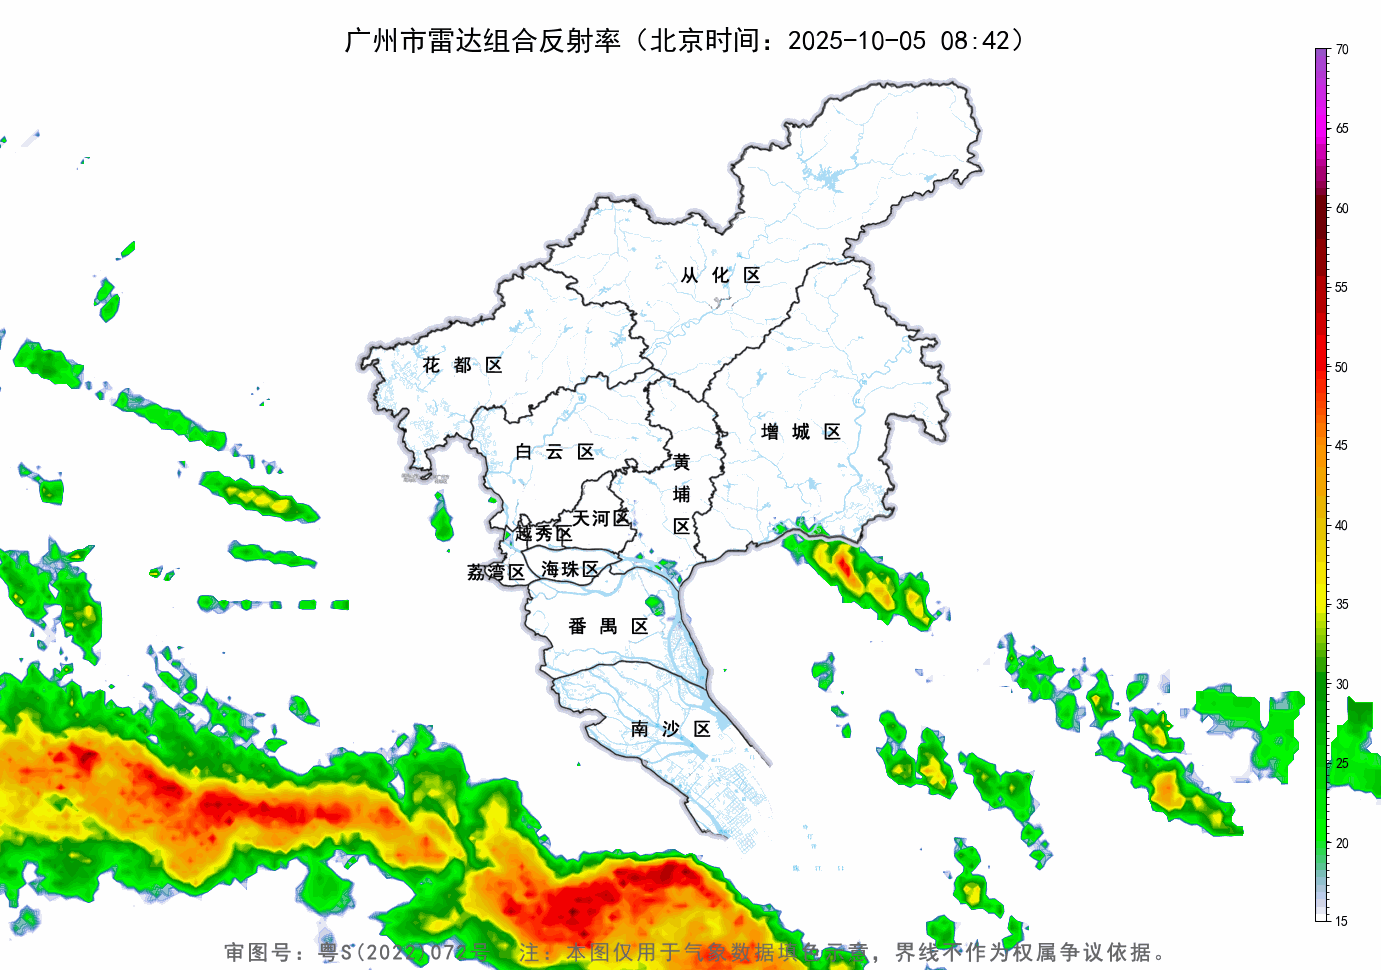 广州市雷达组合反射率（北京时间：2025-10-05 08:42）
70
65
60
55
50
45
40
35
30
25
20
15
从化区
花都区
增城区
白云区
黄埔区
天河区
越秀区
海珠区
荔湾区
番禺区
南沙区
审图号：粤S(2022)072号 注：本图仅用于气象数据填色示意，界线不作为权属争议依据。